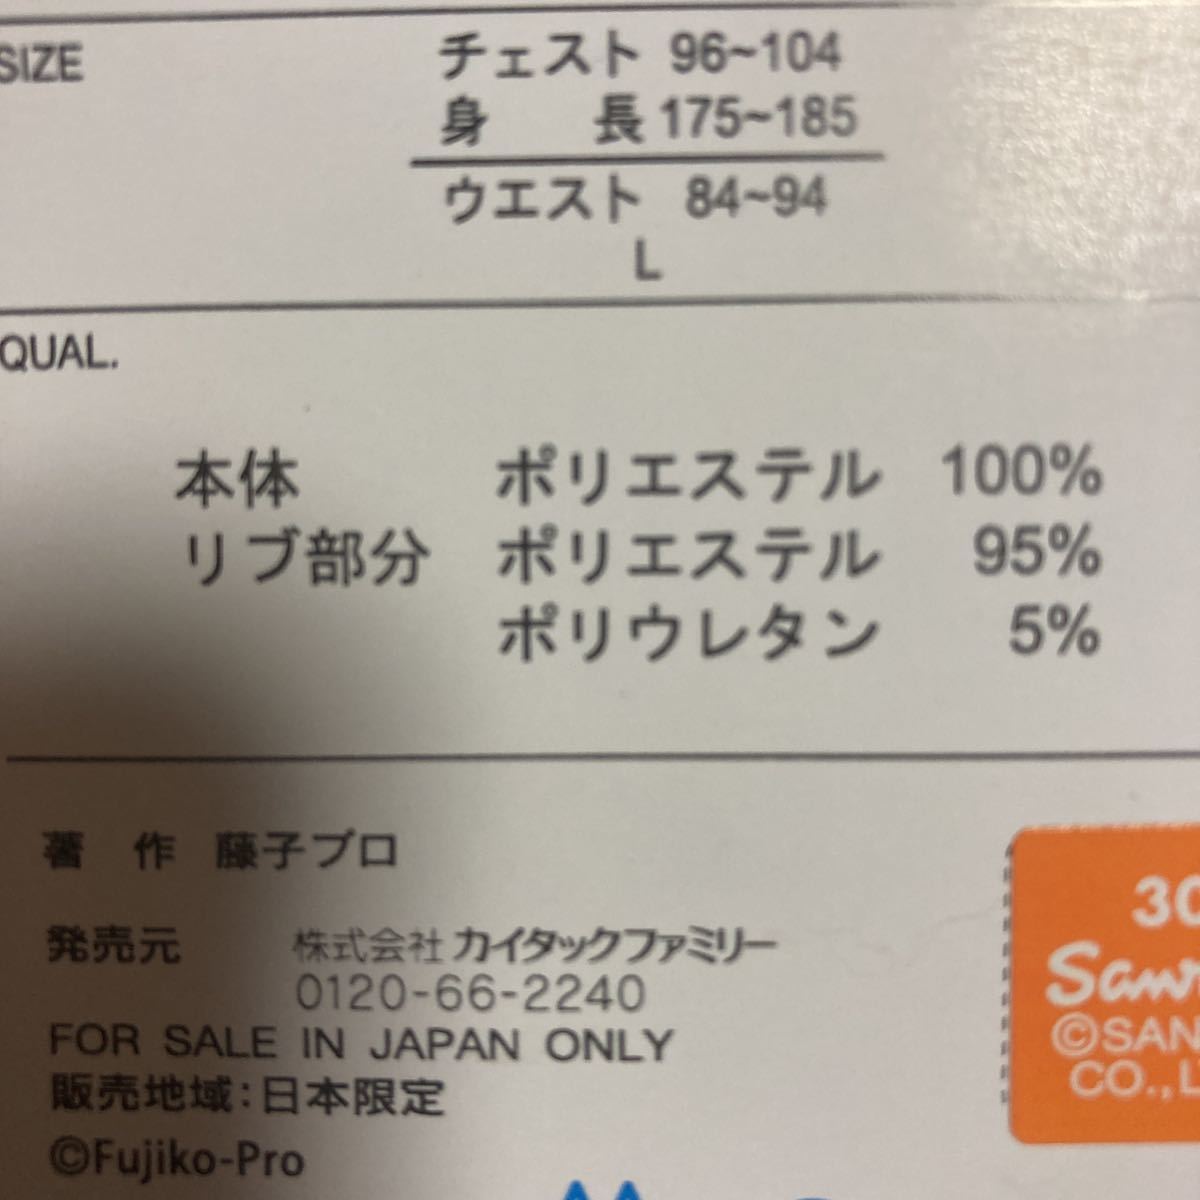 SIZE
チェスト 96~104
身 長 175~185
ウエスト 84~94
L
QUAL.
本体 ポリエステル 100%
リブ部分 ポリエステル 95%
ポリウレタン 5%
著 作 藤子プロ
発売元 株式会社 カイタックファミリー
0120-66-2240
FOR SALE IN JAPAN ONLY
販売地域:日本限定
©Fujiko-Pro
30
Sanr
©SAN
CO.,L